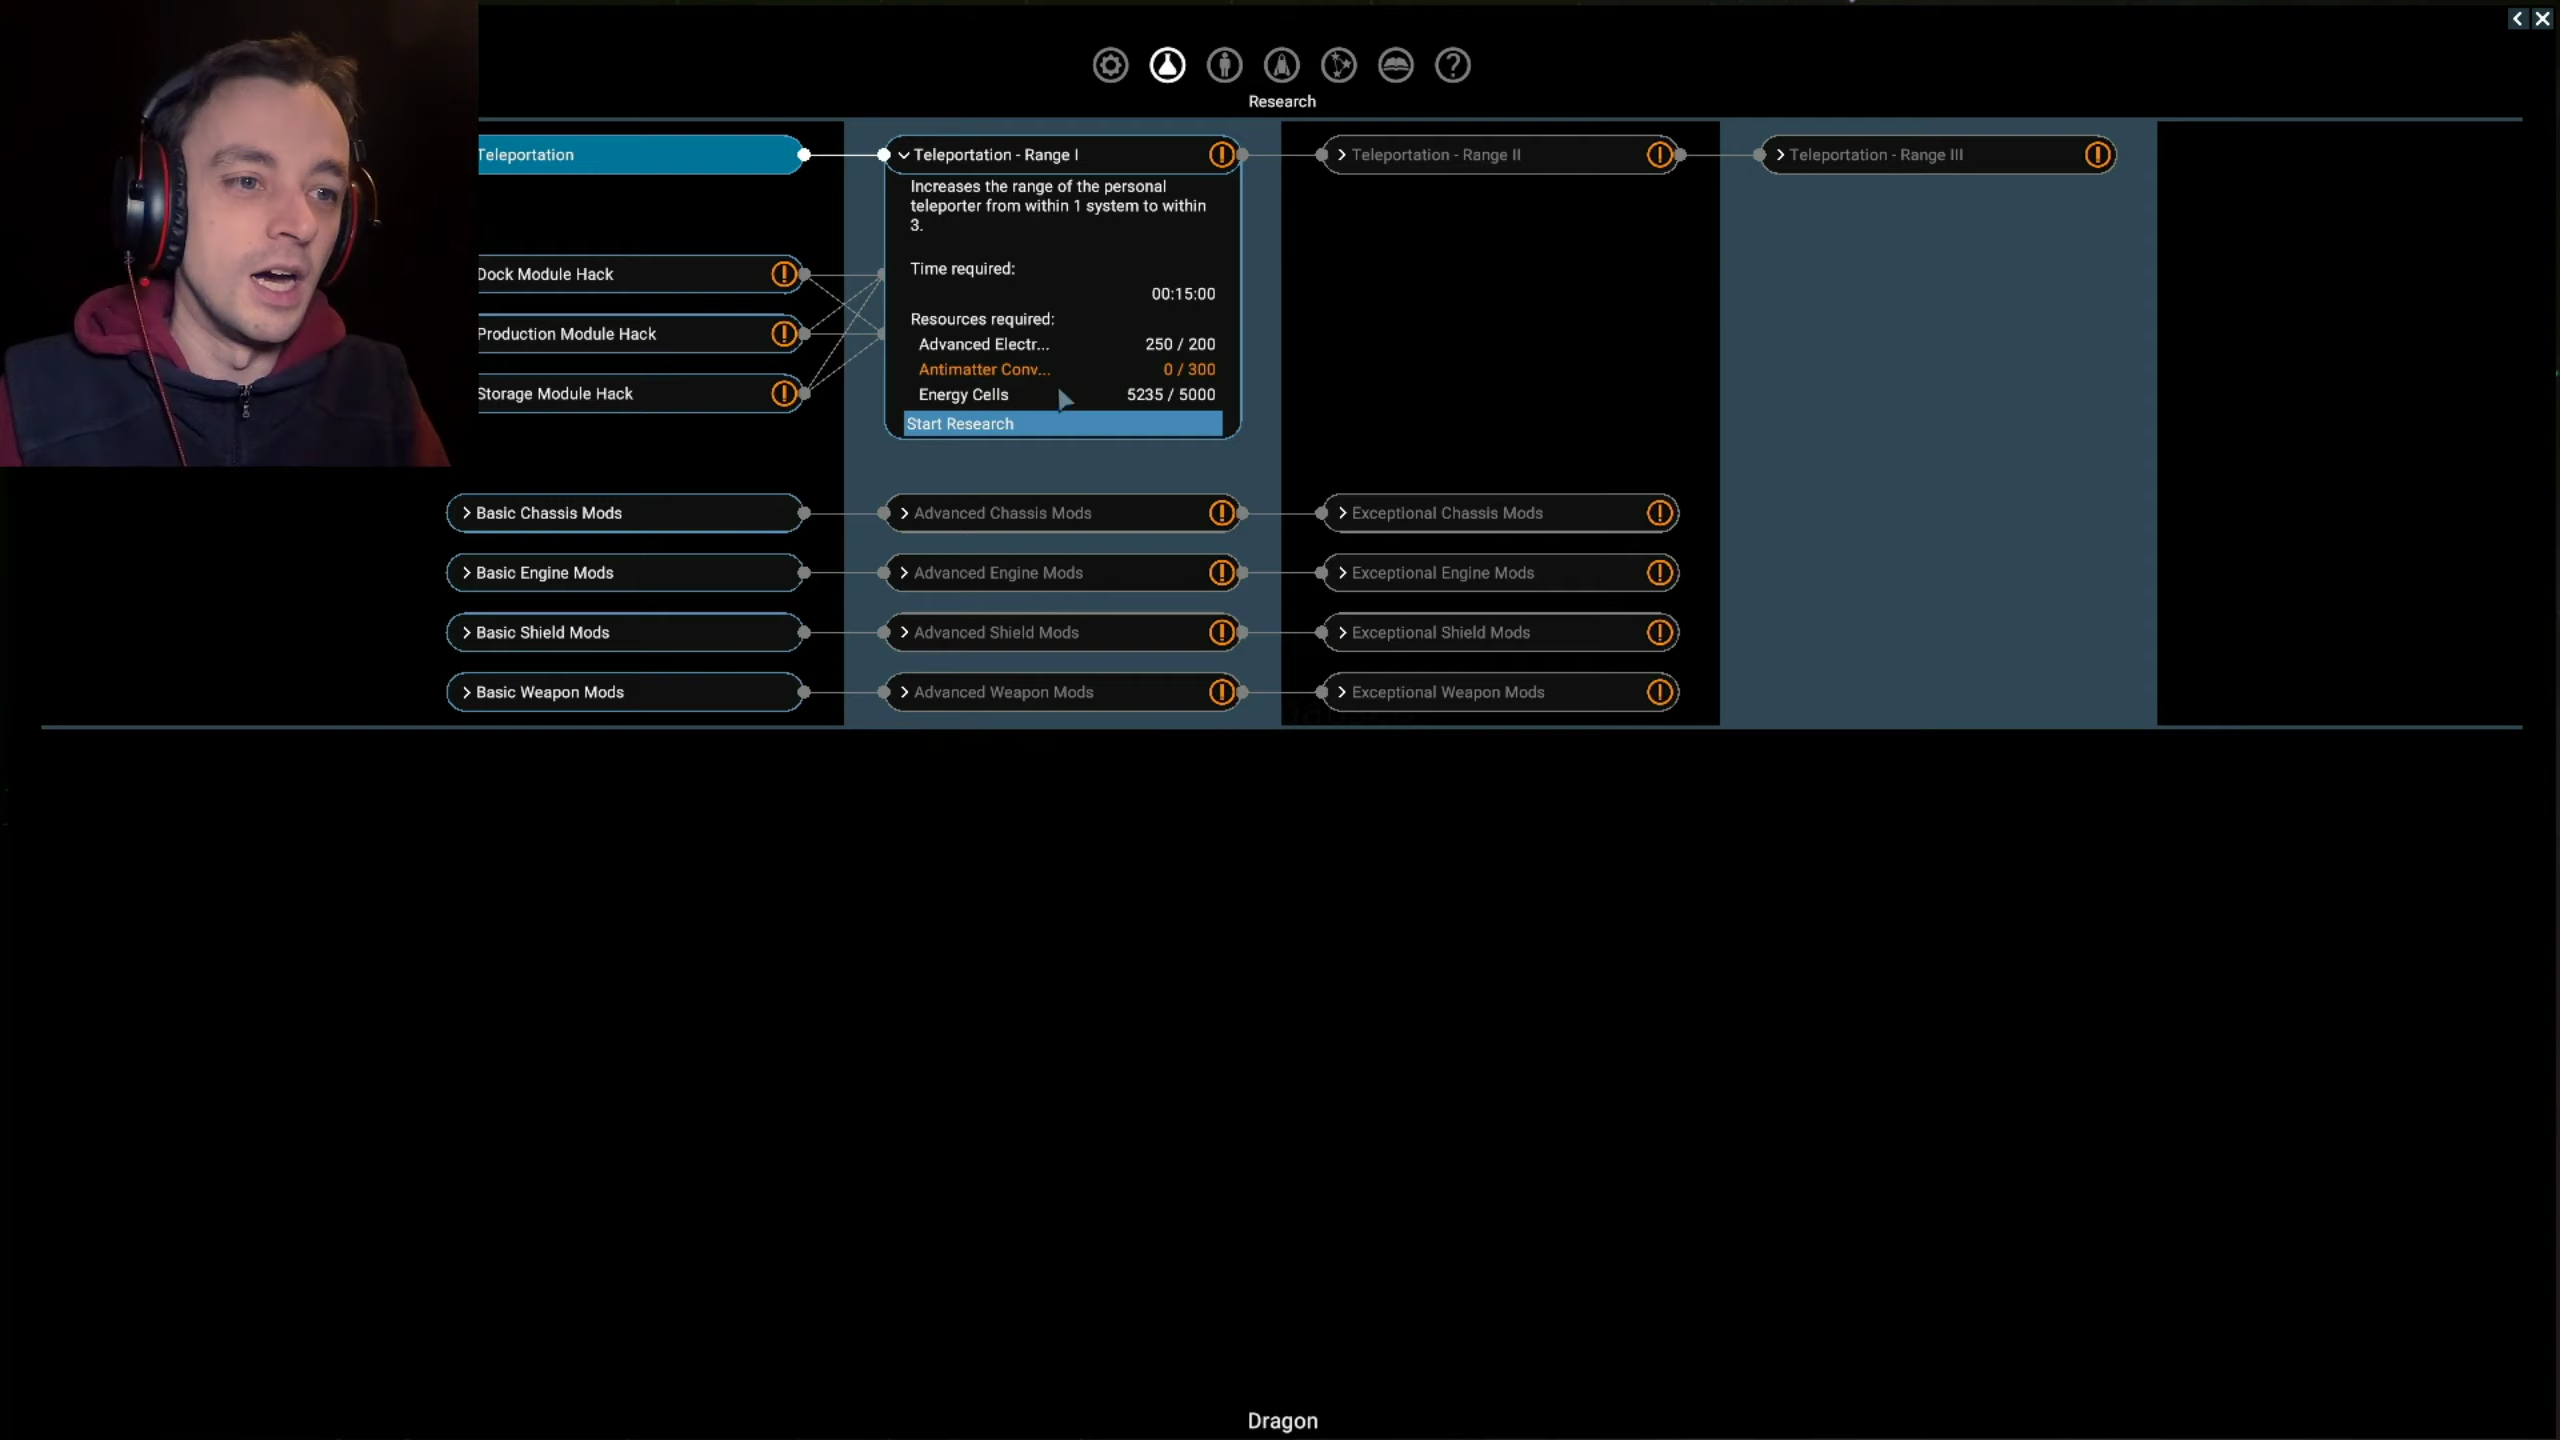 Research
Teleportation
Teleportation - Range I
Teleportation - Range II
Teleportation - Range III
Increases the range of the personal
teleporter from within 1 system to within
3.
Time required:
00:15:00
Resources required:
Advanced Electr... 250 / 200
Antimatter Conv... 0 / 300
Energy Cells 5235 / 5000
Start Research
Dock Module Hack
Production Module Hack
Storage Module Hack
Basic Chassis Mods
Advanced Chassis Mods
Exceptional Chassis Mods
Basic Engine Mods
Advanced Engine Mods
Exceptional Engine Mods
Basic Shield Mods
Advanced Shield Mods
Exceptional Shield Mods
Basic Weapon Mods
Advanced Weapon Mods
Exceptional Weapon Mods
Dragon